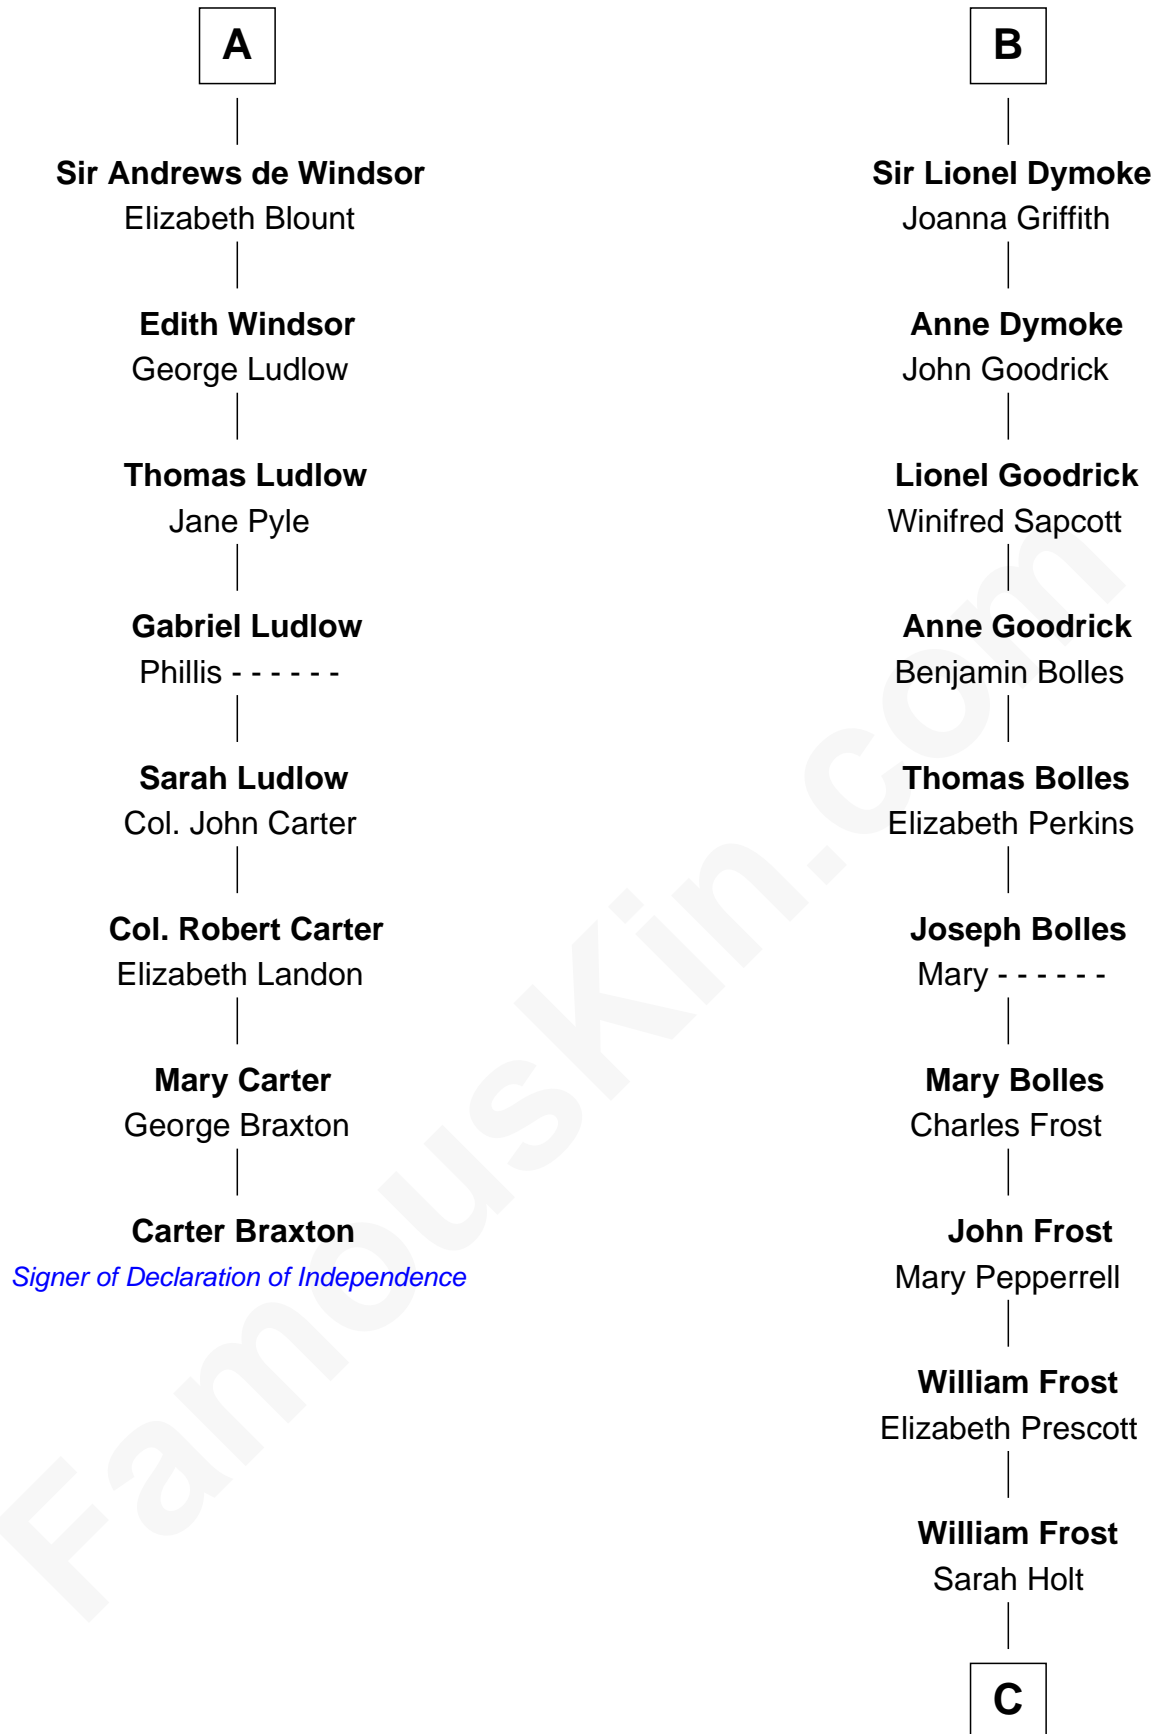 A
Sir Andrews de Windsor
Elizabeth Blount
Edith Windsor
George Ludlow
Thomas Ludlow
Jane Pyle
Gabriel Ludlow
Phillis - - - - - -
Sarah Ludlow
Col. John Carter
Col. Robert Carter
Elizabeth Landon
Mary Carter
George Braxton
Carter Braxton
Signer of Declaration of Independence
B
Sir Lionel Dymoke
Joanna Griffith
Anne Dymoke
John Goodrick
Lionel Goodrick
Winifred Sapcott
Anne Goodrick
Benjamin Bolles
Thomas Bolles
Elizabeth Perkins
Joseph Bolles
Mary - - - - - -
Mary Bolles
Charles Frost
John Frost
Mary Pepperrell
William Frost
Elizabeth Prescott
William Frost
Sarah Holt
C
FamousKin.com